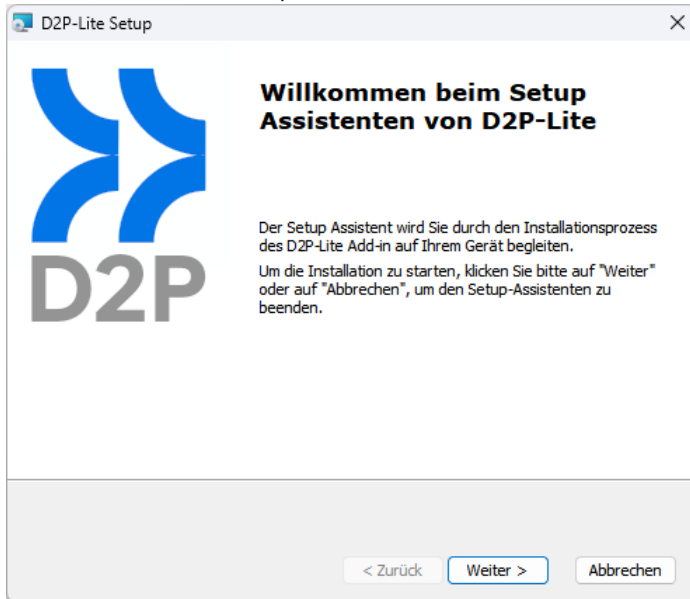 D2P-Lite Setup
Willkommen beim Setup
Assistenten von D2P-Lite
Der Setup Assistent wird Sie durch den Installationsprozess
des D2P-Lite Add-in auf Ihrem Gerät begleiten.
Um die Installation zu starten, klicken Sie bitte auf "Weiter"
oder auf "Abbrechen", um den Setup-Assistenten zu
beenden.
D2P
< Zurück Weiter > Abbrechen